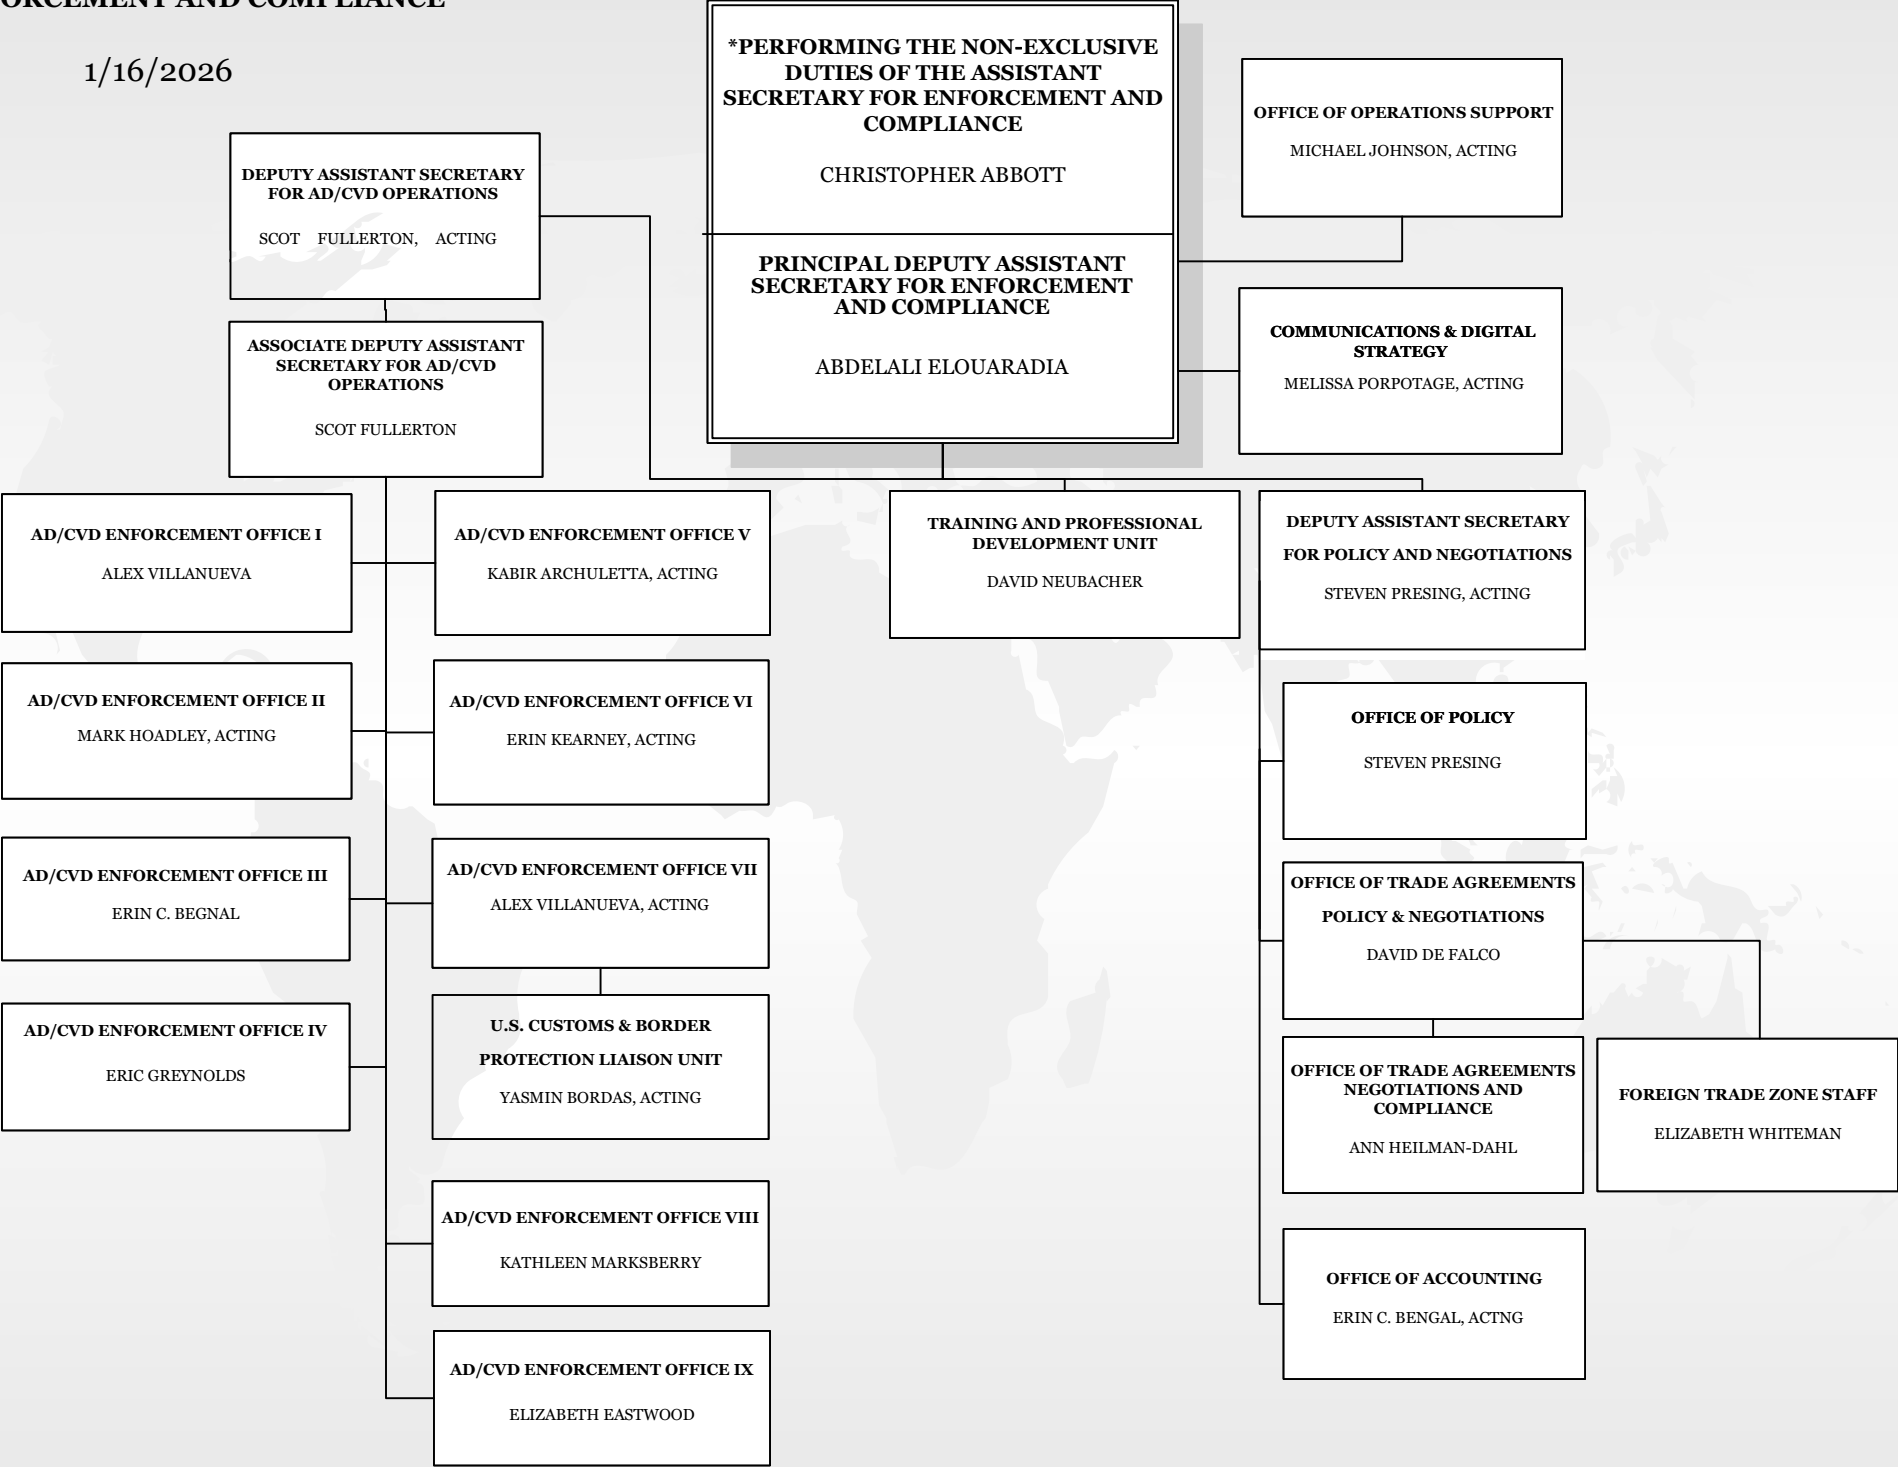 ORCEMENT AND COMPLIANCE
1/16/2026
*PERFORMING THE NON-EXCLUSIVE
DUTIES OF THE ASSISTANT
SECRETARY FOR ENFORCEMENT AND
COMPLIANCE
CHRISTOPHER ABBOTT
PRINCIPAL DEPUTY ASSISTANT
SECRETARY FOR ENFORCEMENT
AND COMPLIANCE
ABDELALI ELOUARADIA
OFFICE OF OPERATIONS SUPPORT
MICHAEL JOHNSON, ACTING
COMMUNICATIONS & DIGITAL
STRATEGY
MELISSA PORPOTAGE, ACTING
DEPUTY ASSISTANT SECRETARY
FOR AD/CVD OPERATIONS
SCOT FULLERTON, ACTING
ASSOCIATE DEPUTY ASSISTANT
SECRETARY FOR AD/CVD
OPERATIONS
SCOT FULLERTON
AD/CVD ENFORCEMENT OFFICE I
ALEX VILLANUEVA
AD/CVD ENFORCEMENT OFFICE II
MARK HOADLEY, ACTING
AD/CVD ENFORCEMENT OFFICE III
ERIN C. BEGNAL
AD/CVD ENFORCEMENT OFFICE IV
ERIC GREYNOLDS
AD/CVD ENFORCEMENT OFFICE V
KABIR ARCHULETTA, ACTING
AD/CVD ENFORCEMENT OFFICE VI
ERIN KEARNEY, ACTING
AD/CVD ENFORCEMENT OFFICE VII
ALEX VILLANUEVA, ACTING
U.S. CUSTOMS & BORDER
PROTECTION LIAISON UNIT
YASMIN BORDAS, ACTING
AD/CVD ENFORCEMENT OFFICE VIII
KATHLEEN MARKSBERRY
AD/CVD ENFORCEMENT OFFICE IX
ELIZABETH EASTWOOD
TRAINING AND PROFESSIONAL
DEVELOPMENT UNIT
DAVID NEUBACHER
DEPUTY ASSISTANT SECRETARY
FOR POLICY AND NEGOTIATIONS
STEVEN PRESING, ACTING
OFFICE OF POLICY
STEVEN PRESING
OFFICE OF TRADE AGREEMENTS
POLICY & NEGOTIATIONS
DAVID DE FALCO
OFFICE OF TRADE AGREEMENTS
NEGOTIATIONS AND
COMPLIANCE
ANN HEILMAN-DAHL
FOREIGN TRADE ZONE STAFF
ELIZABETH WHITEMAN
OFFICE OF ACCOUNTING
ERIN C. BENGAL, ACTNG